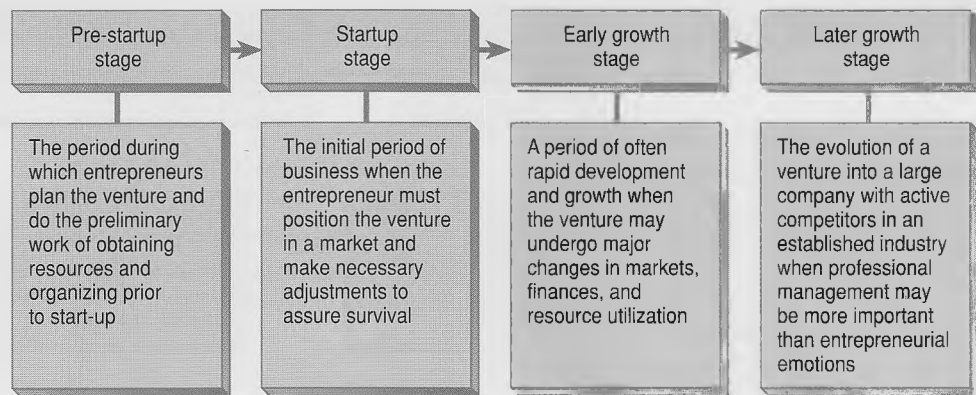 Pre-startup
stage
Startup
stage
Early growth
stage
Later growth
stage
The period during
which entrepreneurs
plan the venture and
do the preliminary
work of obtaining
resources and
organizing prior
to start-up
The initial period of
business when the
entrepreneur must
position the venture
in a market and
make necessary
adjustments to
assure survival
A period of often
rapid development
and growth when
the venture may
undergo major
changes in markets,
finances, and
resource utilization
The evolution of a
venture into a large
company with active
competitors in an
established industry
when professional
management may
be more important
than entrepreneurial
emotions